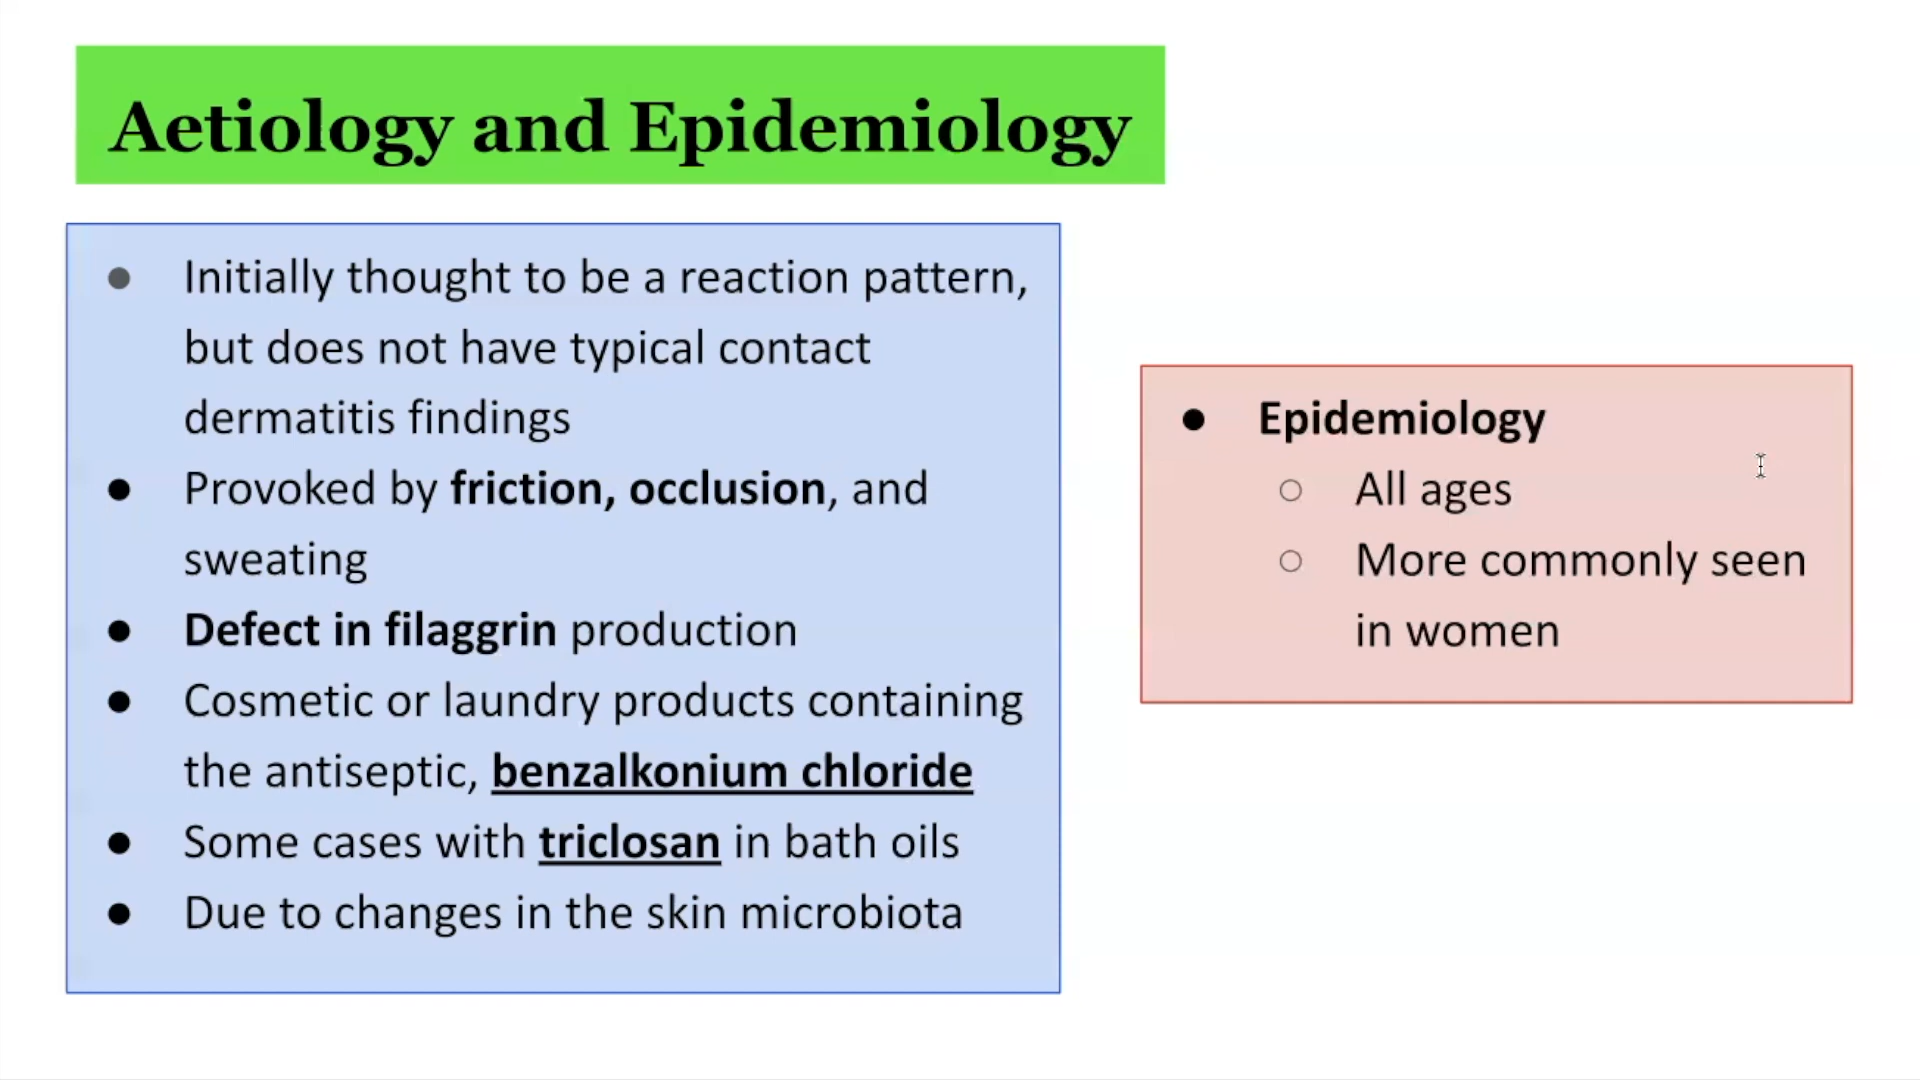 Aetiology and Epidemiology
● Initially thought to be a reaction pattern,
but does not have typical contact
dermatitis findings
● Provoked by friction, occlusion, and
sweating
● Defect in filaggrin production
● Cosmetic or laundry products containing
the antiseptic, benzalkonium chloride
● Some cases with triclosan in bath oils
● Due to changes in the skin microbiota
● Epidemiology
○ All ages
○ More commonly seen
in women